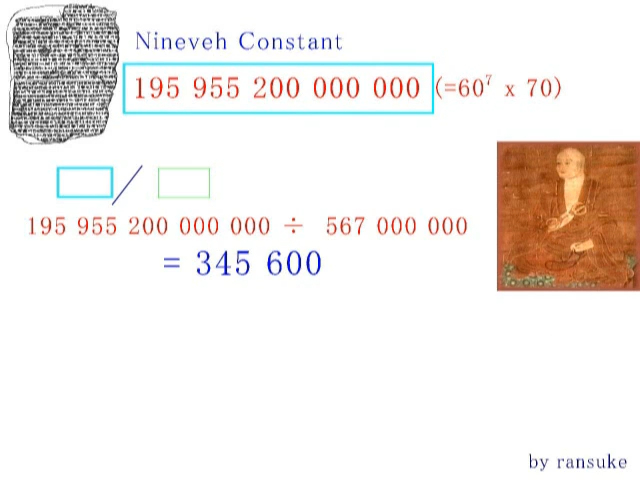 Nineveh Constant
195 955 200 000 000 (=60⁷ x 70)
/
195 955 200 000 000 ÷ 567 000 000
= 345 600
by ransuke